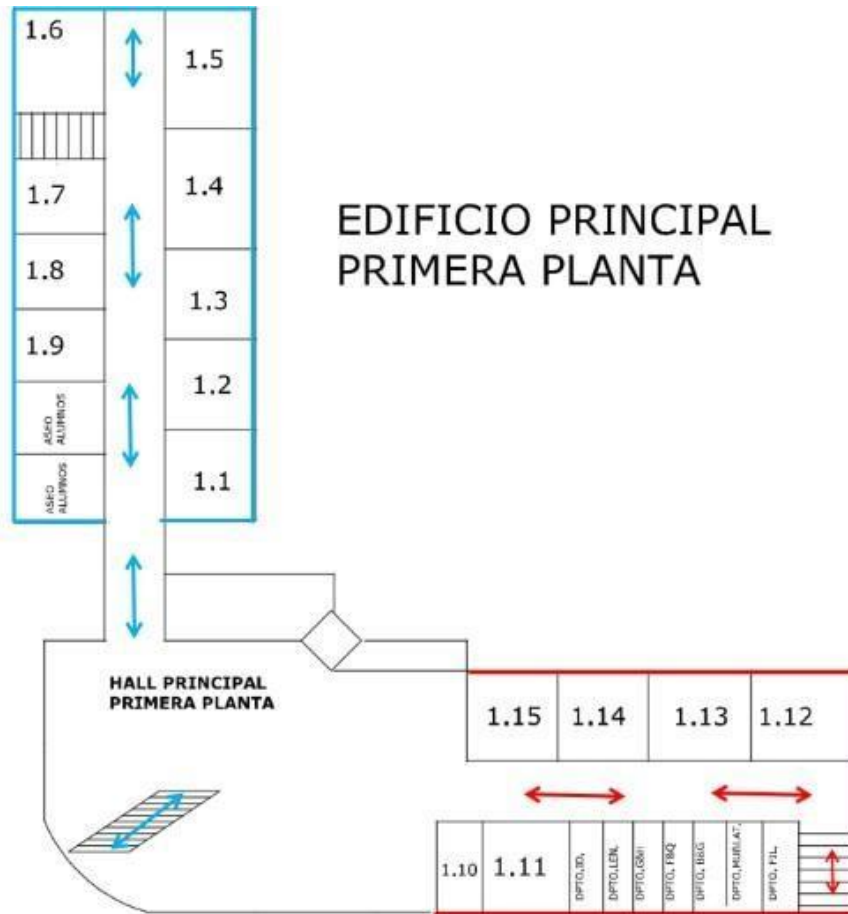 1.6
1.5
1.7
1.4
1.8
1.3
1.9
1.2
ASEO
ALUMNOS
ASEO
ALUMNOS
1.1
EDIFICIO PRINCIPAL
PRIMERA PLANTA
HALL PRINCIPAL
PRIMERA PLANTA
1.15
1.14
1.13
1.12
1.10
1.11
DPTO,LEN,
DPTO, F&Q
DPTO, B&G
DPTO, FIL,